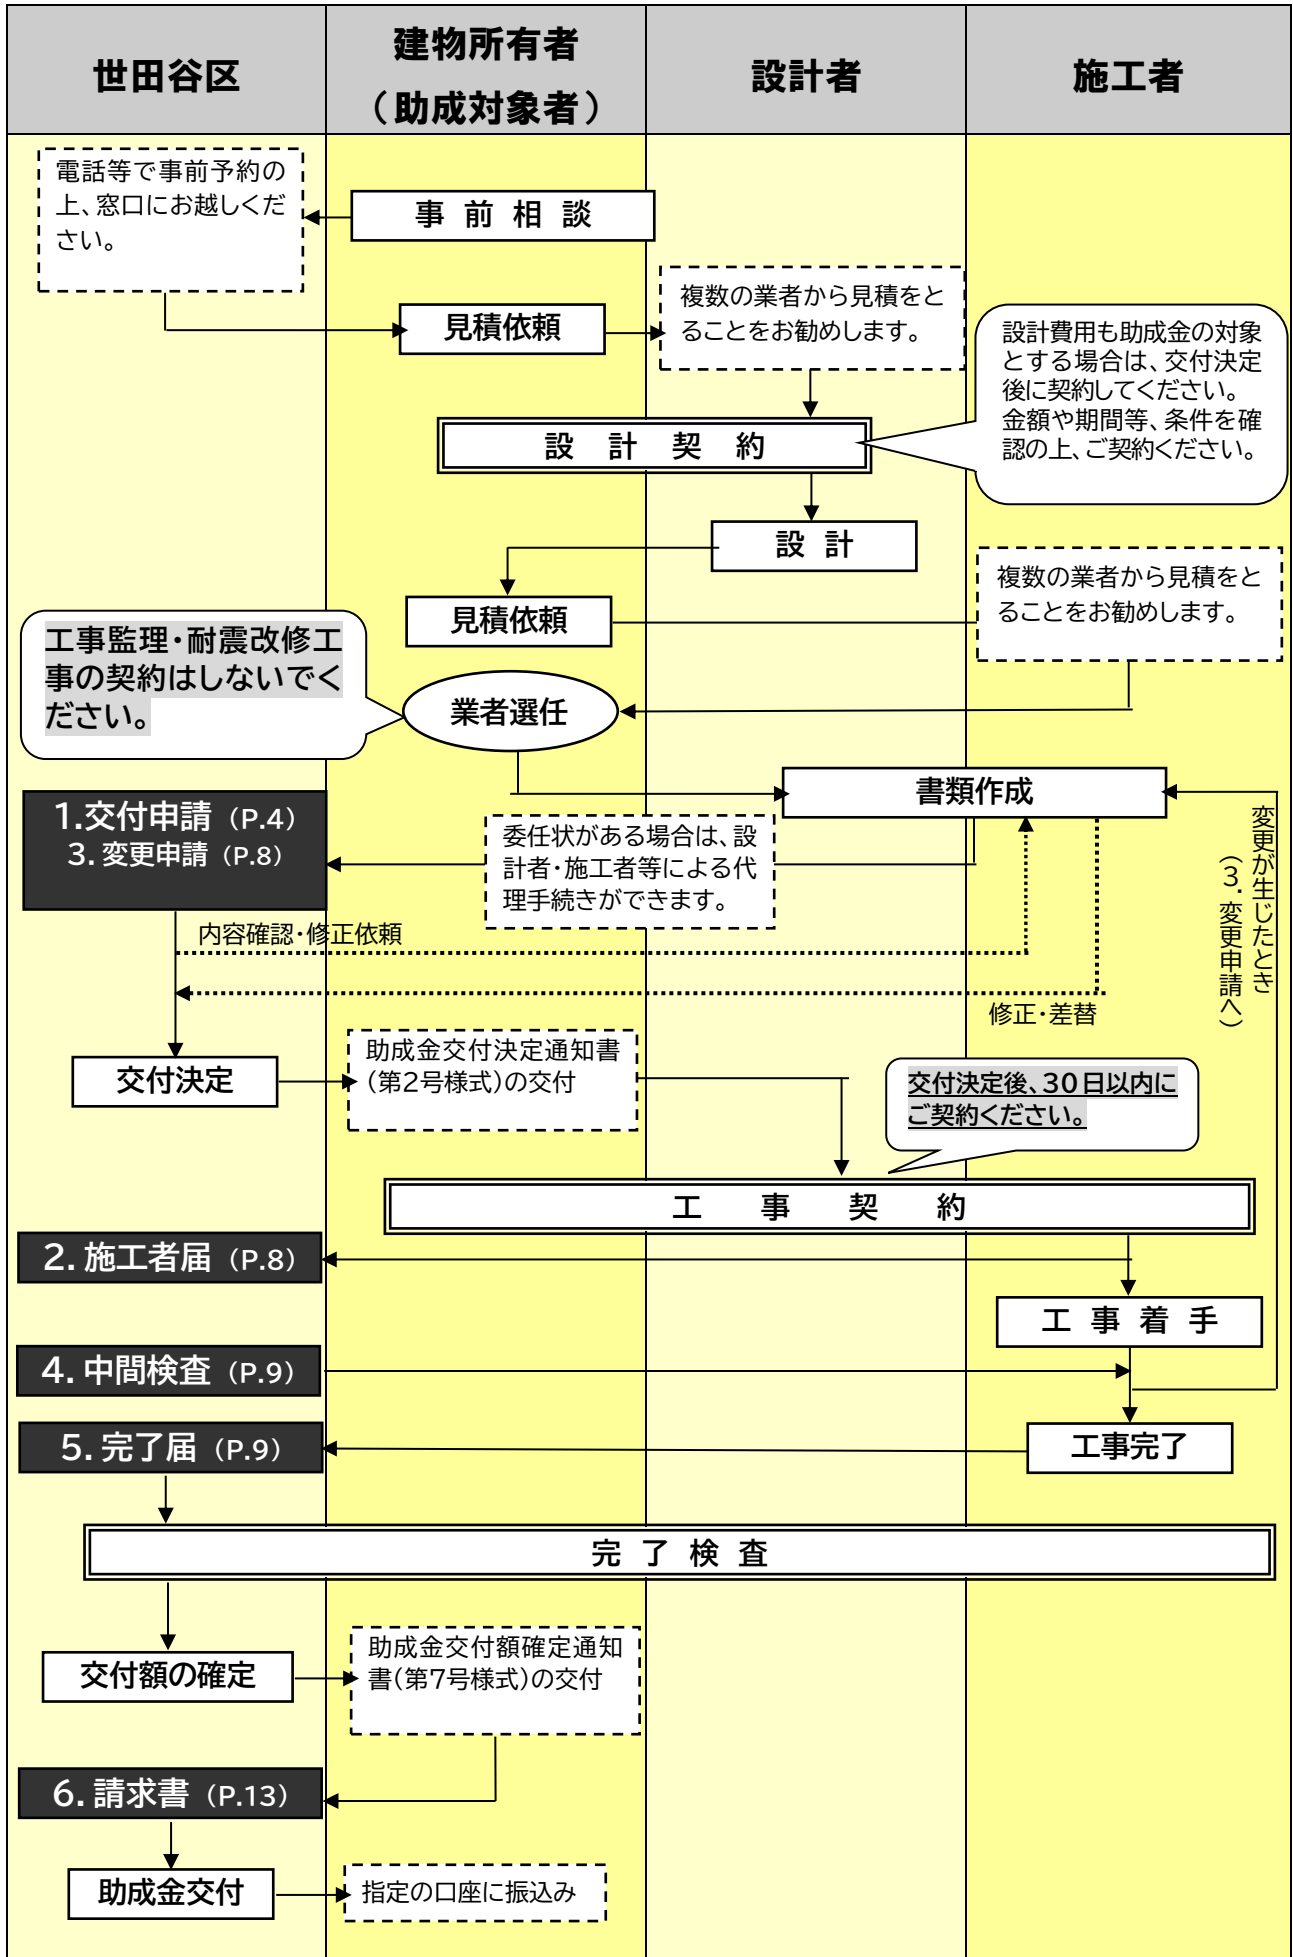 世田谷区
建物所有者
（助成対象者）
設計者
施工者
電話等で事前予約の
上、窓口にお越しくだ
さい。
事前相談
見積依頼
複数の業者から見積をと
ることをお勧めします。
設計費用も助成金の対象
とする場合は、交付決定
後に契約してください。
金額や期間等、条件を確
認の上、ご契約ください。
設計契約
設計
見積依頼
複数の業者から見積をと
ることをお勧めします。
工事監理・耐震改修工
事の契約はしないでく
ださい。
業者選任
書類作成
1.交付申請（P.4）
3．変更申請（P.8）
委任状がある場合は、設
計者・施工者等による代
理手続きができます。
変更が生じたとき
（３．変更申請へ）
内容確認・修正依頼
修正・差替
交付決定
助成金交付決定通知書
（第2号様式）の交付
交付決定後、30日以内に
ご契約ください。
工事契約
2．施工者届（P.8）
工事着手
4．中間検査（P.9）
5．完了届（P.9）
工事完了
完了検査
交付額の確定
助成金交付額確定通知
書（第7号様式）の交付
6．請求書（P.13）
助成金交付
指定の口座に振込み